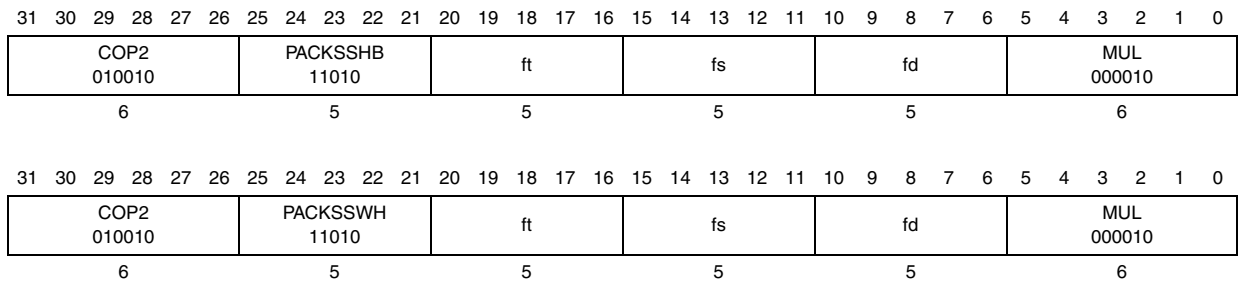 31 30 29 28 27 26 25 24 23 22 21 20 19 18 17 16 15 14 13 12 11 10 9 8 7 6 5 4 3 2 1 0
COP2 PACKSSHB ft fs fd MUL
010010 11010 000010
6 5 5 5 5 6
31 30 29 28 27 26 25 24 23 22 21 20 19 18 17 16 15 14 13 12 11 10 9 8 7 6 5 4 3 2 1 0
COP2 PACKSSWH ft fs fd MUL
010010 11010 000010
6 5 5 5 5 6